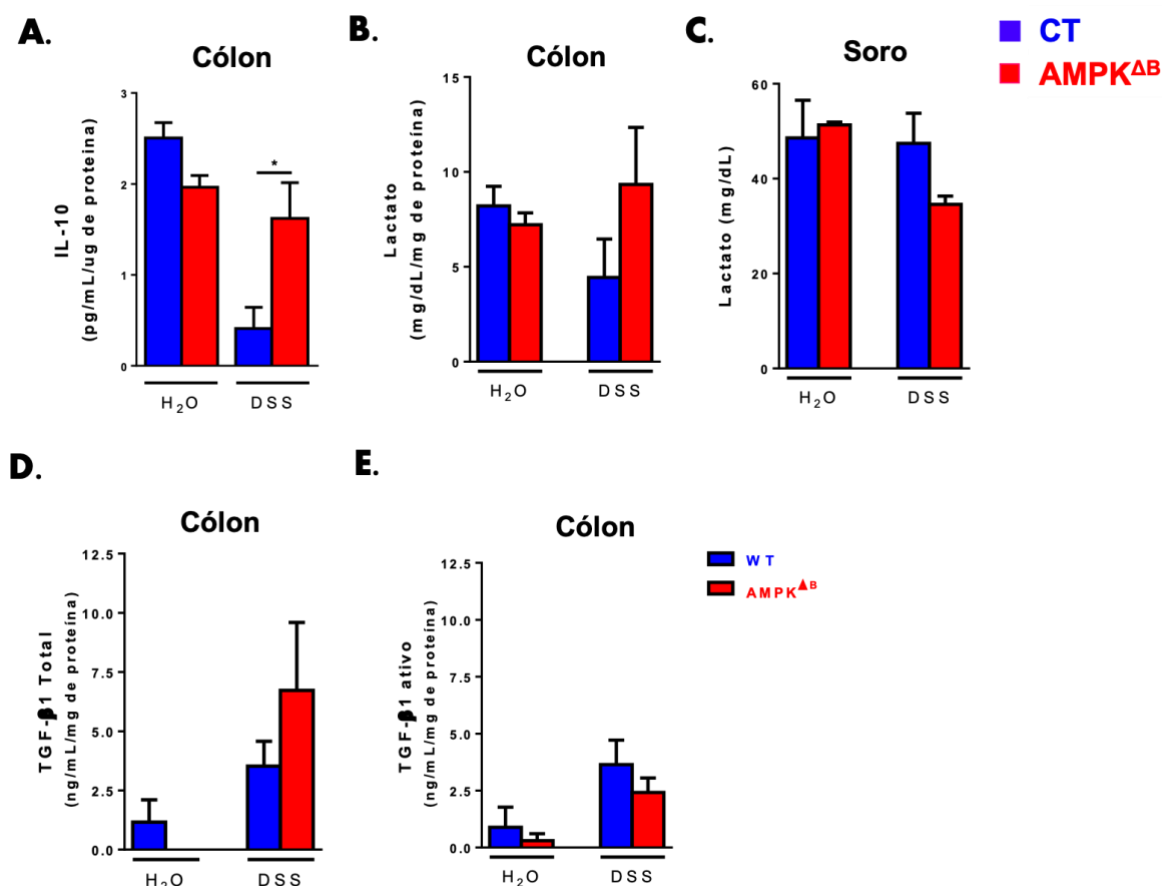 A.
Cólon
IL-10
(pg/mL/ug de proteína)
3
2
1
0
*
H₂O
DSS
B.
Cólon
Lactato
(mg/dL/mg de proteína)
15
10
5
0
H₂O
DSS
C.
Soro
Lactato (mg/dL)
60
40
20
0
H₂O
DSS
CT
AMPKᐃB
D.
Cólon
TGF-β1 Total
(ng/mL/mg de proteína)
12.5
10.0
7.5
5.0
2.5
0.0
H₂O
DSS
E.
Cólon
TGF-β1 ativo
(ng/mL/mg de proteína)
12.5
10.0
7.5
5.0
2.5
0.0
H₂O
DSS
WT
AMPK▲B